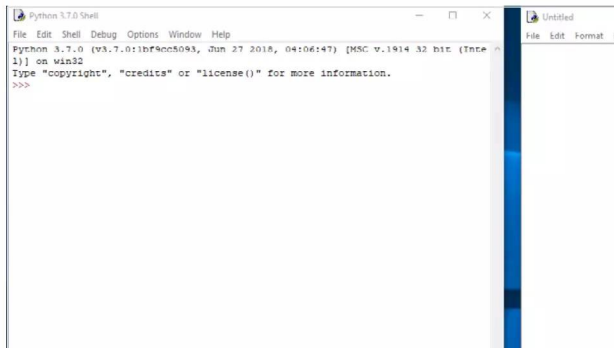 Python 3.7.0 Shell
File Edit Shell Debug Options Window Help
Python 3.7.0 (v3.7.0:1bf9cc5093, Jun 27 2018, 04:06:47) [MSC v.1914 32 bit (Inte
l)] on win32
Type "copyright", "credits" or "license()" for more information.
>>>
Untitled
File Edit Format